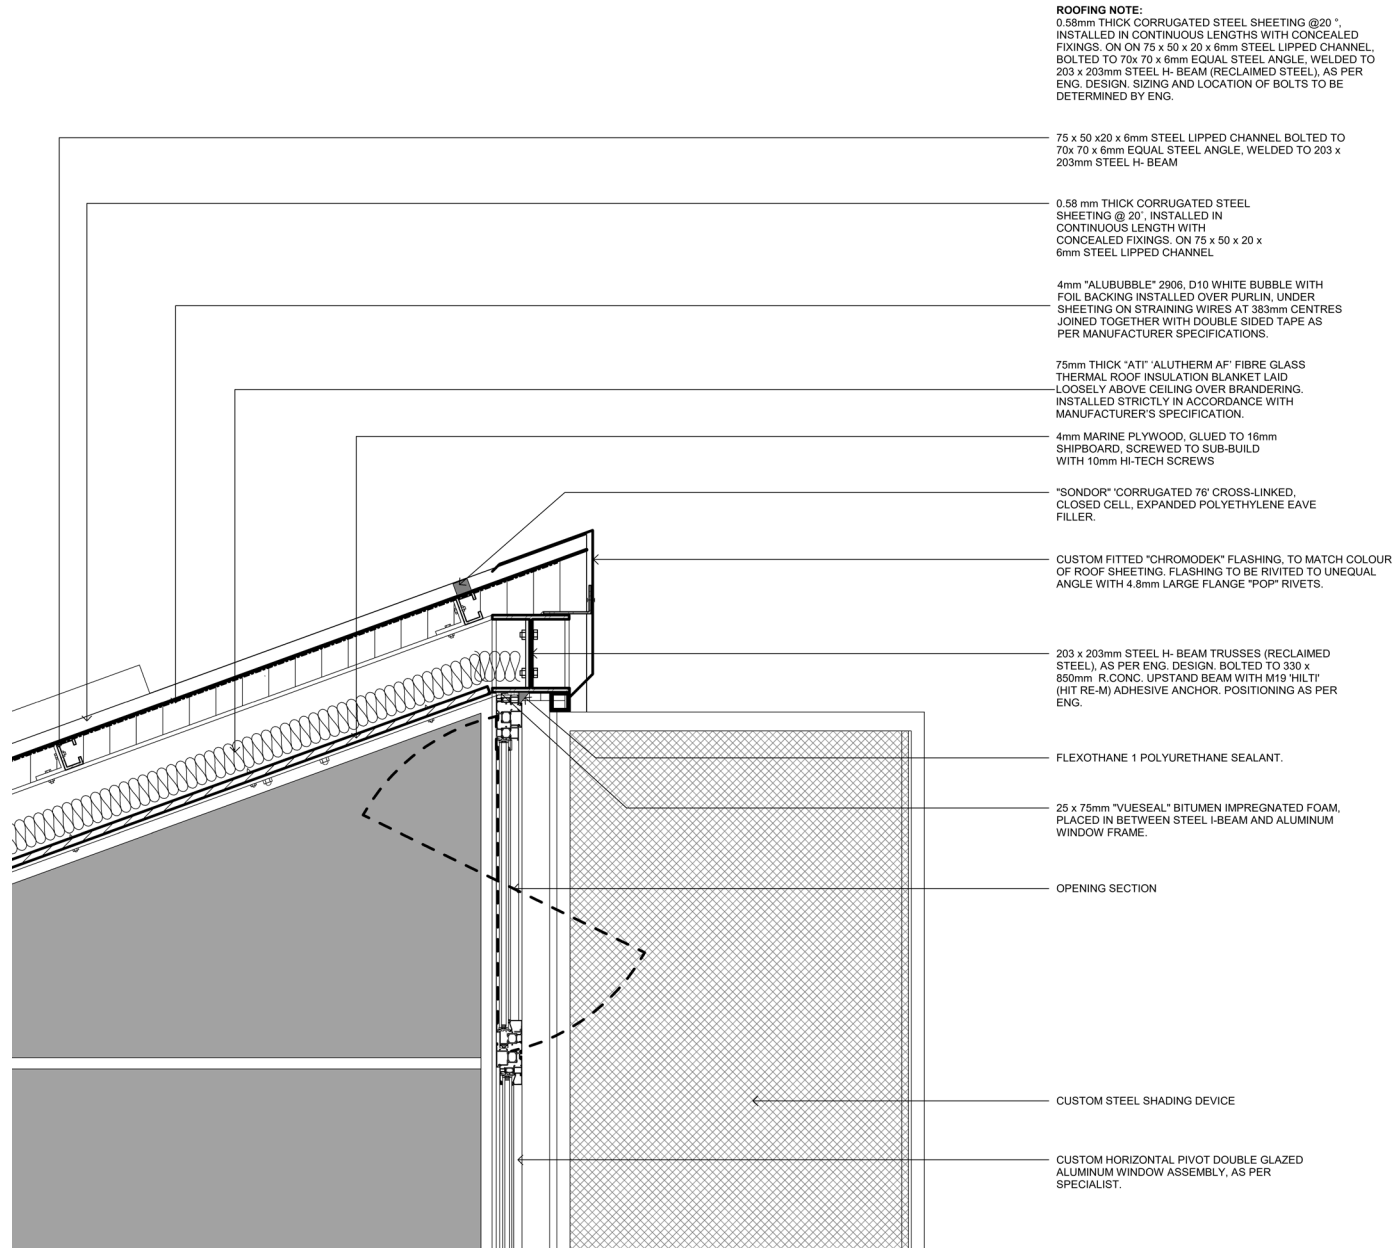 ROOFING NOTE:
0.58mm THICK CORRUGATED STEEL SHEETING @20 °,
INSTALLED IN CONTINUOUS LENGTHS WITH CONCEALED
FIXINGS. ON ON 75 x 50 x 20 x 6mm STEEL LIPPED CHANNEL,
BOLTED TO 70x 70 x 6mm EQUAL STEEL ANGLE, WELDED TO
203 x 203mm STEEL H- BEAM (RECLAIMED STEEL), AS PER
ENG. DESIGN. SIZING AND LOCATION OF BOLTS TO BE
DETERMINED BY ENG.
75 x 50 x20 x 6mm STEEL LIPPED CHANNEL BOLTED TO
70x 70 x 6mm EQUAL STEEL ANGLE, WELDED TO 203 x
203mm STEEL H- BEAM
0.58 mm THICK CORRUGATED STEEL
SHEETING @ 20˚, INSTALLED IN
CONTINUOUS LENGTH WITH
CONCEALED FIXINGS. ON 75 x 50 x 20 x
6mm STEEL LIPPED CHANNEL
4mm "ALUBUBBLE" 2906, D10 WHITE BUBBLE WITH
FOIL BACKING INSTALLED OVER PURLIN, UNDER
SHEETING ON STRAINING WIRES AT 383mm CENTRES
JOINED TOGETHER WITH DOUBLE SIDED TAPE AS
PER MANUFACTURER SPECIFICATIONS.
75mm THICK “ATI” ‘ALUTHERM AF’ FIBRE GLASS
THERMAL ROOF INSULATION BLANKET LAID
LOOSELY ABOVE CEILING OVER BRANDERING.
INSTALLED STRICTLY IN ACCORDANCE WITH
MANUFACTURER’S SPECIFICATION.
4mm MARINE PLYWOOD, GLUED TO 16mm
SHIPBOARD, SCREWED TO SUB-BUILD
WITH 10mm HI-TECH SCREWS
"SONDOR" 'CORRUGATED 76' CROSS-LINKED,
CLOSED CELL, EXPANDED POLYETHYLENE EAVE
FILLER.
CUSTOM FITTED "CHROMODEK" FLASHING, TO MATCH COLOUR
OF ROOF SHEETING. FLASHING TO BE RIVITED TO UNEQUAL
ANGLE WITH 4.8mm LARGE FLANGE "POP" RIVETS.
203 x 203mm STEEL H- BEAM TRUSSES (RECLAIMED
STEEL), AS PER ENG. DESIGN. BOLTED TO 330 x
850mm R.CONC. UPSTAND BEAM WITH M19 'HILTI'
(HIT RE-M) ADHESIVE ANCHOR. POSITIONING AS PER
ENG.
FLEXOTHANE 1 POLYURETHANE SEALANT.
25 x 75mm "VUESEAL" BITUMEN IMPREGNATED FOAM,
PLACED IN BETWEEN STEEL I-BEAM AND ALUMINUM
WINDOW FRAME.
OPENING SECTION
CUSTOM STEEL SHADING DEVICE
CUSTOM HORIZONTAL PIVOT DOUBLE GLAZED
ALUMINUM WINDOW ASSEMBLY, AS PER
SPECIALIST.